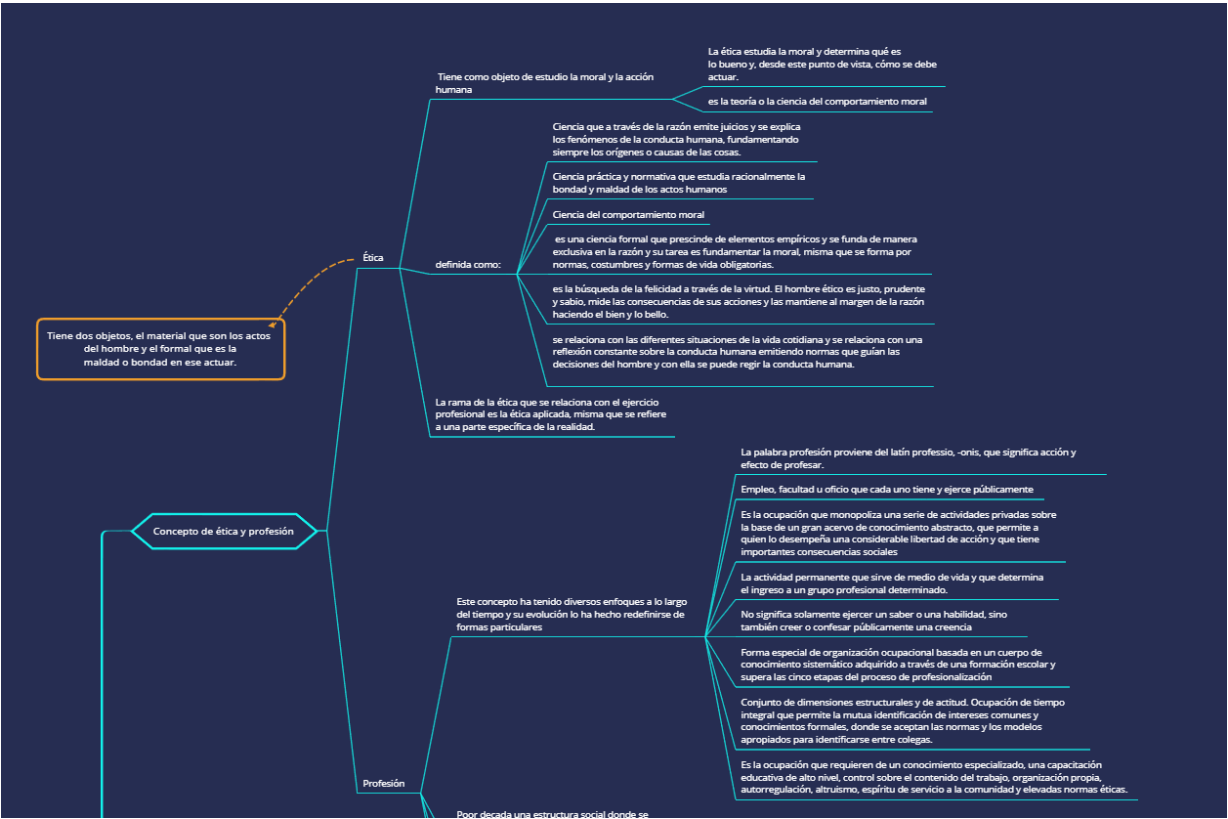 La ética estudia la moral y determina qué es
lo bueno y, desde este punto de vista, cómo se debe
actuar.
Tiene como objeto de estudio la moral y la acción
humana
es la teoría o la ciencia del comportamiento moral
Ciencia que a través de la razón emite juicios y se explica
los fenómenos de la conducta humana, fundamentando
siempre los orígenes o causas de las cosas.
Ciencia práctica y normativa que estudia racionalmente la
bondad y maldad de los actos humanos
Ciencia del comportamiento moral
es una ciencia formal que prescinde de elementos empíricos y se funda de manera
exclusiva en la razón y su tarea es fundamentar la moral, misma que se forma por
normas, costumbres y formas de vida obligatorias.
Ética
definida como:
es la búsqueda de la felicidad a través de la virtud. El hombre ético es justo, prudente
y sabio, mide las consecuencias de sus acciones y las mantiene al margen de la razón
haciendo el bien y lo bello.
Tiene dos objetos, el material que son los actos
del hombre y el formal que es la
maldad o bondad en ese actuar.
se relaciona con las diferentes situaciones de la vida cotidiana y se relaciona con una
reflexión constante sobre la conducta humana emitiendo normas que guían las
decisiones del hombre y con ella se puede regir la conducta humana.
La rama de la ética que se relaciona con el ejercicio
profesional es la ética aplicada, misma que se refiere
a una parte específica de la realidad.
La palabra profesión proviene del latín professio, -onis, que significa acción y
efecto de profesar.
Empleo, facultad u oficio que cada uno tiene y ejerce públicamente
Concepto de ética y profesión
Es la ocupación que monopoliza una serie de actividades privadas sobre
la base de un gran acervo de conocimiento abstracto, que permite a
quien lo desempeña una considerable libertad de acción y que tiene
importantes consecuencias sociales
La actividad permanente que sirve de medio de vida y que determina
el ingreso a un grupo profesional determinado.
Este concepto ha tenido diversos enfoques a lo largo
del tiempo y su evolución lo ha hecho redefinirse de
formas particulares
No significa solamente ejercer un saber o una habilidad, sino
también creer o confesar públicamente una creencia
Forma especial de organización ocupacional basada en un cuerpo de
conocimiento sistemático adquirido a través de una formación escolar y
supera las cinco etapas del proceso de profesionalización
Conjunto de dimensiones estructurales y de actitud. Ocupación de tiempo
integral que permite la mutua identificación de intereses comunes y
conocimientos formales, donde se aceptan las normas y los modelos
apropiados para identificarse entre colegas.
Profesión
Es la ocupación que requieren de un conocimiento especializado, una capacitación
educativa de alto nivel, control sobre el contenido del trabajo, organización propia,
autorregulación, altruismo, espíritu de servicio a la comunidad y elevadas normas éticas.
Poor decada una estructura social donde se